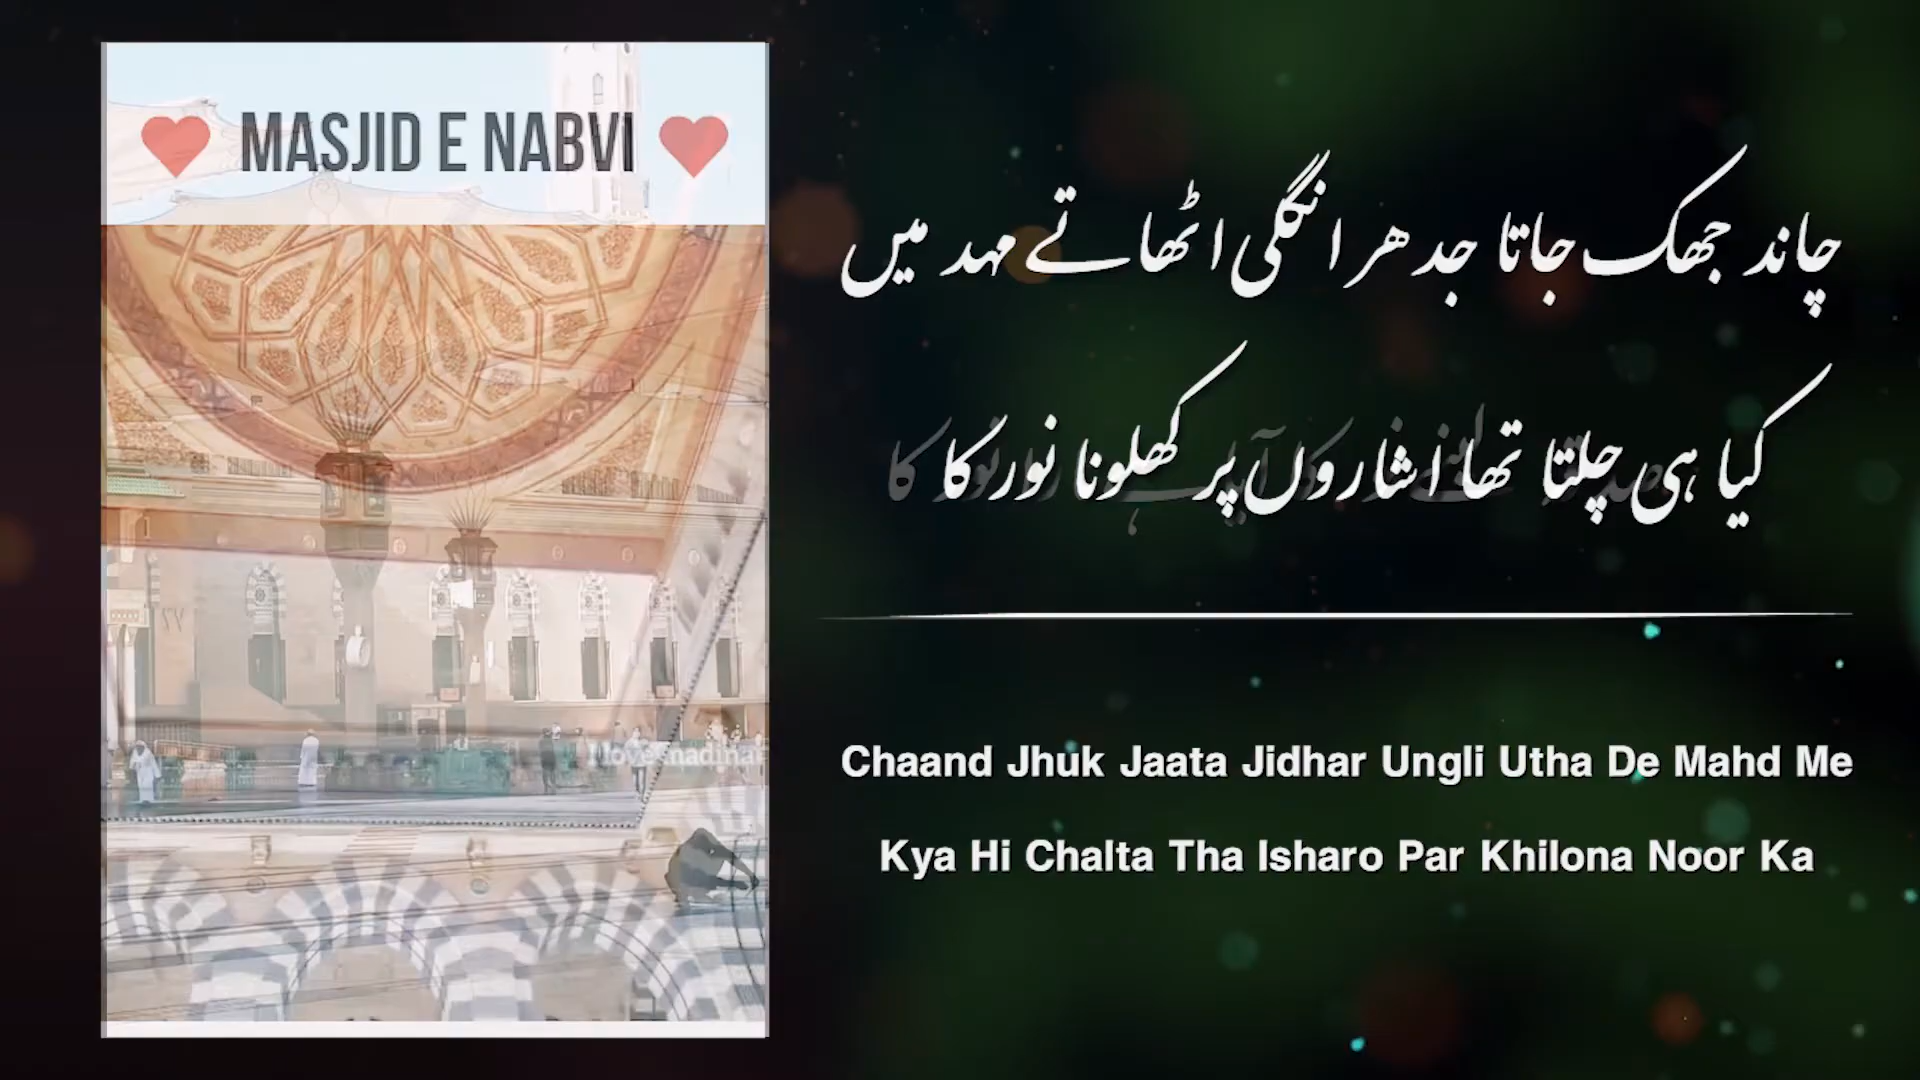 MASJID E NABVI
چاند جھک جاتا جدھر انگلی اٹھاتے مہد میں
کیا ہی چلتا تھا اشاروں پر کھلونا نور کا
Chaand Jhuk Jaata Jidhar Ungli Utha De Mahd Me
Kya Hi Chalta Tha Isharo Par Khilona Noor Ka